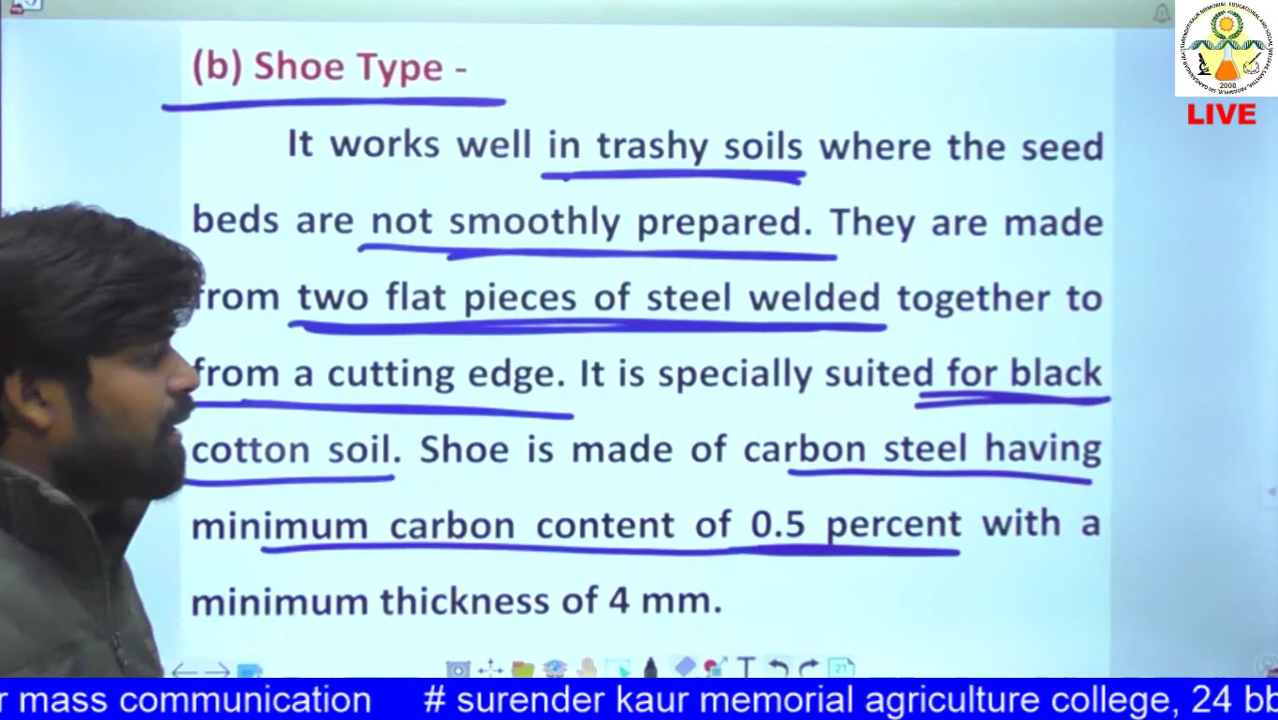 (b) Shoe Type -
It works well in trashy soils where the seed
beds are not smoothly prepared. They are made
from two flat pieces of steel welded together to
from a cutting edge. It is specially suited for black
cotton soil. Shoe is made of carbon steel having
minimum carbon content of 0.5 percent with a
minimum thickness of 4 mm.
2008
LIVE
T
21
r mass communication # surender kaur memorial agriculture college, 24 bb